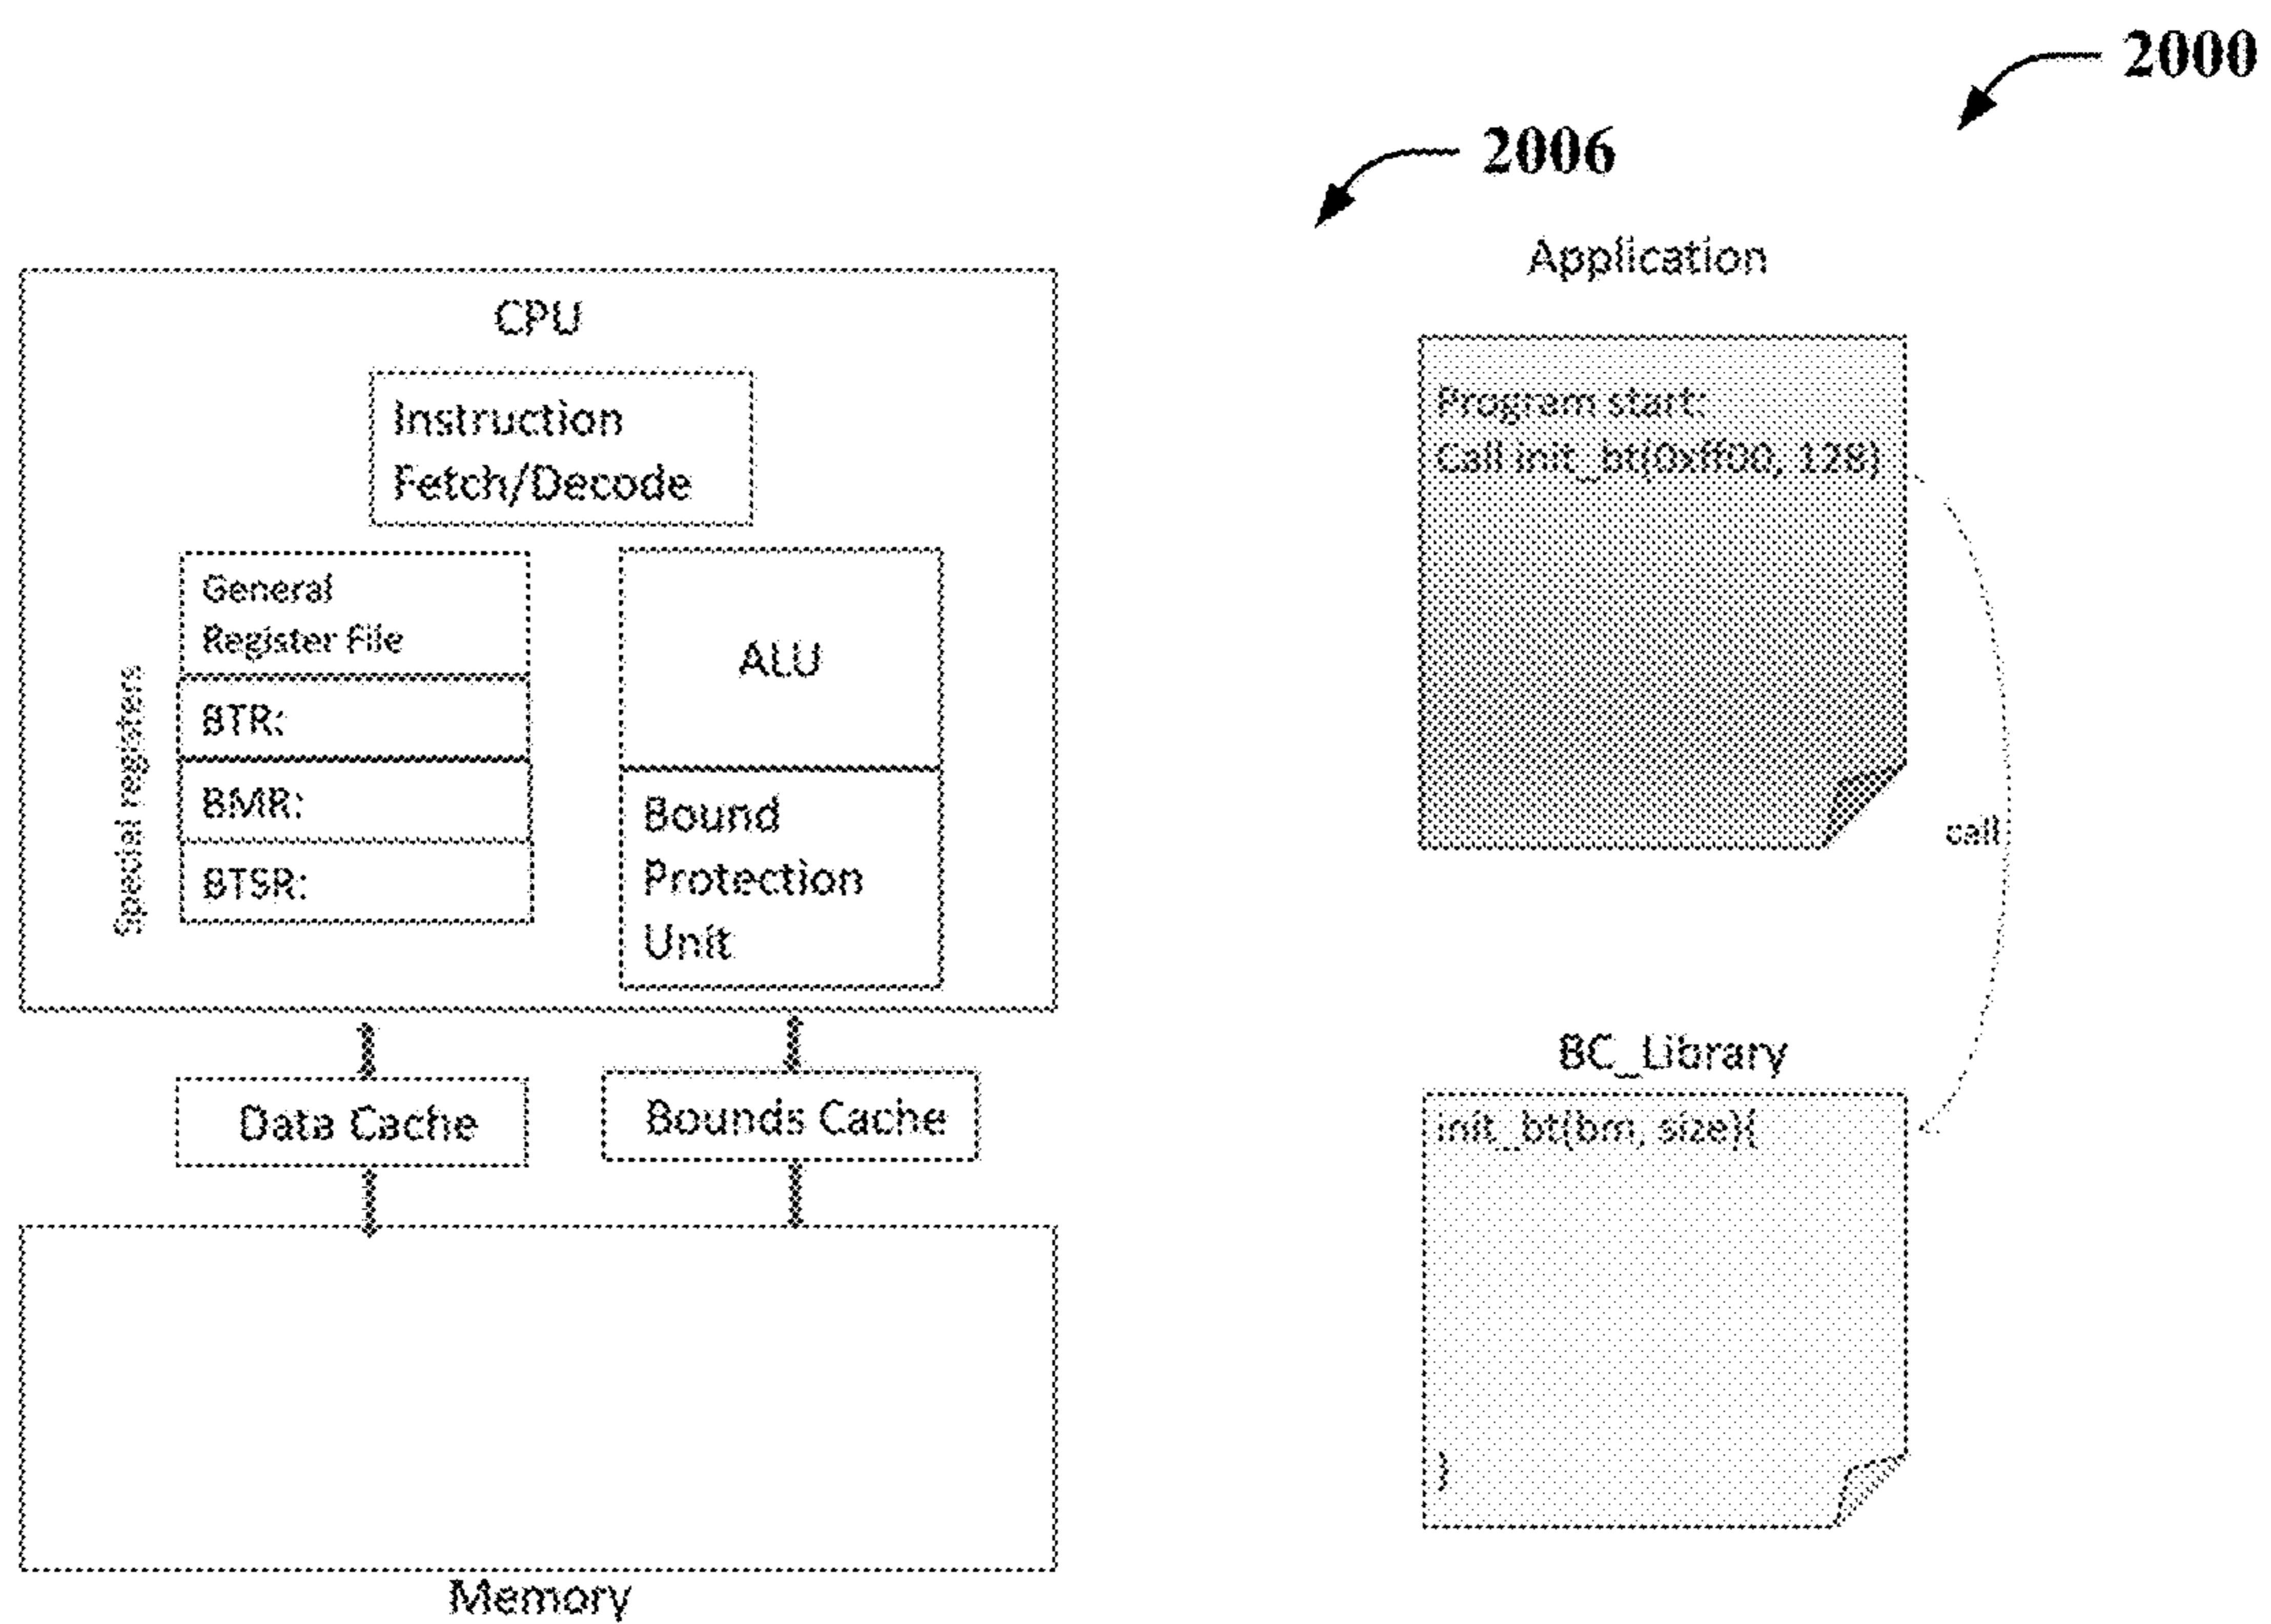 2000
2006
CPU
Instruction
Fetch/Decode
General
Register File
Special registers
BTR:
BMR:
BTSR:
ALU
Bound
Protection
Unit
Data Cache
Bounds Cache
Memory
Application
Program start:
Call init_bt(0xff00, 128)
call
BC_Library
init_bt(bm, size){
}